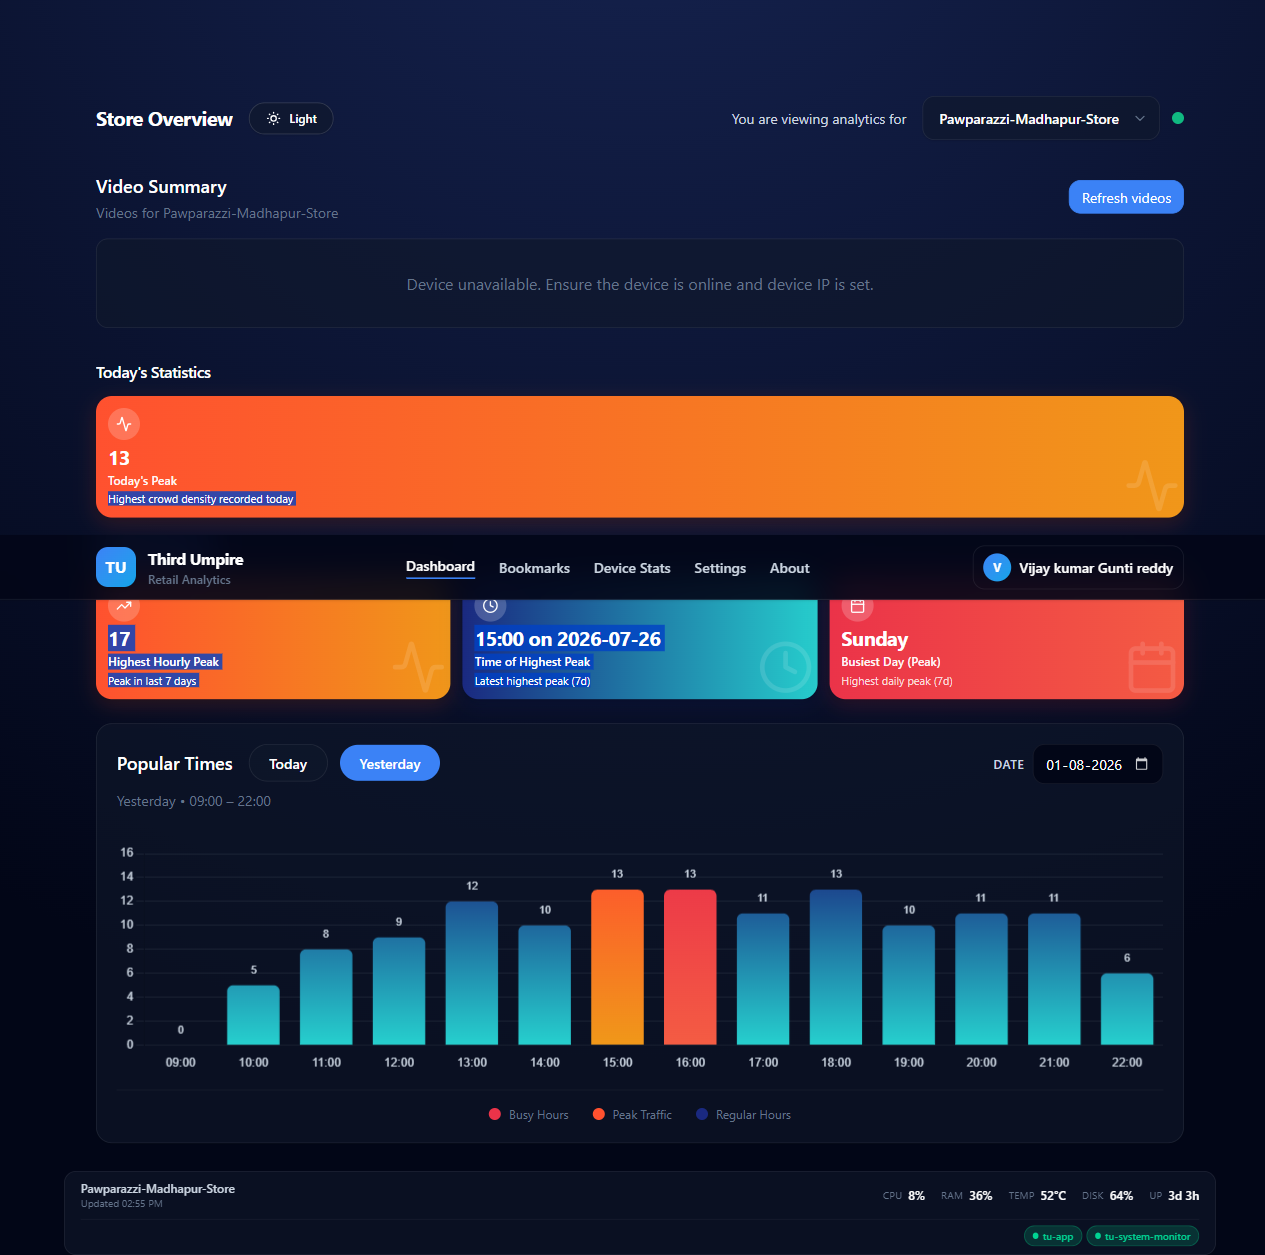 Store Overview
Light
You are viewing analytics for
Pawparazzi-Madhapur-Store
Video Summary
Videos for Pawparazzi-Madhapur-Store
Refresh videos
Device unavailable. Ensure the device is online and device IP is set.
Today's Statistics
13
Today's Peak
Highest crowd density recorded today
TU
Third Umpire
Retail Analytics
Dashboard
Bookmarks
Device Stats
Settings
About
V
Vijay kumar Gunti reddy
17
Highest Hourly Peak
Peak in last 7 days
15:00 on 2026-07-26
Time of Highest Peak
Latest highest peak (7d)
Sunday
Busiest Day (Peak)
Highest daily peak (7d)
Popular Times
Today
Yesterday
DATE
01-08-2026
Yesterday • 09:00 – 22:00
16
14
12
10
8
6
4
2
0
0
5
8
9
12
10
13
13
11
13
10
11
11
6
09:00
10:00
11:00
12:00
13:00
14:00
15:00
16:00
17:00
18:00
19:00
20:00
21:00
22:00
Busy Hours
Peak Traffic
Regular Hours
Pawparazzi-Madhapur-Store
Updated 02:55 PM
CPU 8%
RAM 36%
TEMP 52°C
DISK 64%
UP 3d 3h
tu-app
tu-system-monitor